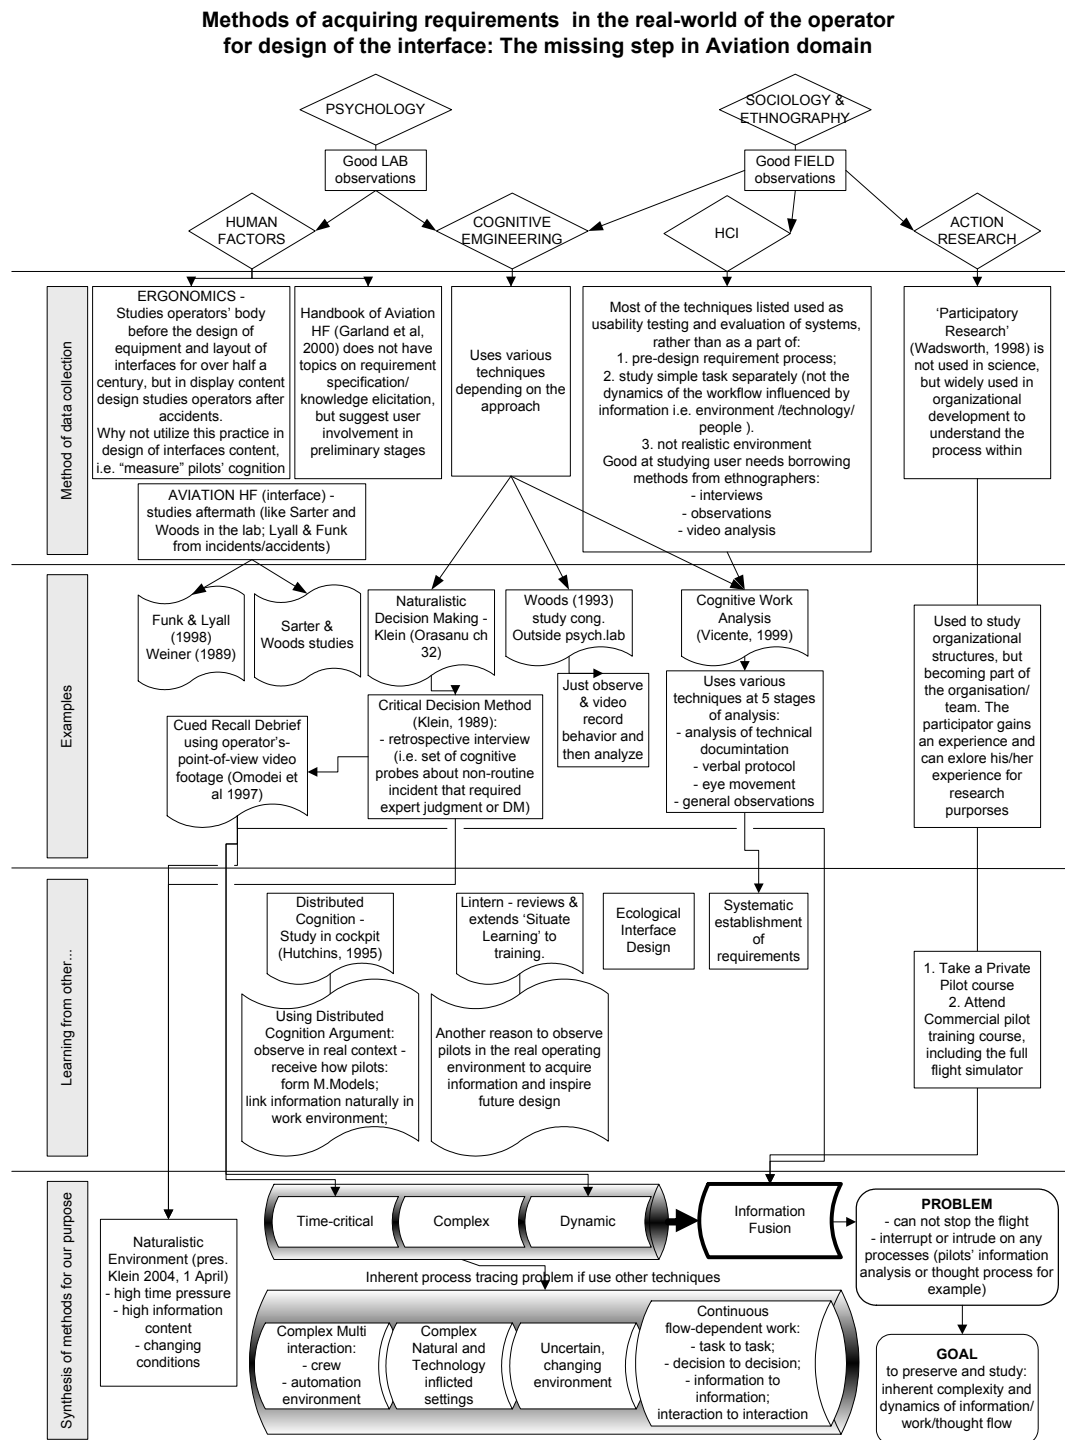 Methods of acquiring requirements in the real-world of the operator
for design of the interface: The missing step in Aviation domain
PSYCHOLOGY
SOCIOLOGY &
ETHNOGRAPHY
Good LAB
observations
Good FIELD
observations
HUMAN
FACTORS
COGNITIVE
EMGINEERING
HCI
ACTION
RESEARCH
Method of data collection
ERGONOMICS -
Studies operators' body
before the design of
equipment and layout of
interfaces for over half a
century, but in display content
design studies operators after
accidents.
Why not utilize this practice in
design of interfaces content,
i.e. “measure” pilots' cognition
Handbook of Aviation
HF (Garland et al,
2000) does not have
topics on requirement
specification/
knowledge elicitation,
but suggest user
involvement in
preliminary stages
Uses various
techniques
depending on the
approach
Most of the techniques listed used as
usability testing and evaluation of systems,
rather than as a part of:
1. pre-design requirement process;
2. study simple task separately (not the
dynamics of the workflow influenced by
information i.e. environment /technology/
people ).
3. not realistic environment
Good at studying user needs borrowing
methods from ethnographers:
- interviews
- observations
- video analysis
‘Participatory
Research’
(Wadsworth, 1998) is
not used in science,
but widely used in
organizational
development to
understand the
process within
AVIATION HF (interface) -
studies aftermath (like Sarter and
Woods in the lab; Lyall & Funk
from incidents/accidents)
Examples
Funk & Lyall
(1998)
Weiner (1989)
Sarter &
Woods studies
Naturalistic
Decision Making -
Klein (Orasanu ch
32)
Woods (1993)
study cong.
Outside psych.lab
Cognitive Work
Analysis
(Vicente, 1999)
Used to study
organizational
structures, but
becoming part of
the organisation/
team. The
participator gains
an experience and
can exlore his/her
experience for
research
purporses
Just observe
& video
record
behavior and
then analyze
Uses various
techniques at 5 stages
of analysis:
- analysis of technical
documintation
- verbal protocol
- eye movement
- general observations
Critical Decision Method
(Klein, 1989):
- retrospective interview
(i.e. set of cognitive
probes about non-routine
incident that required
expert judgment or DM)
Cued Recall Debrief
using operator's-
point-of-view video
footage (Omodei et
al 1997)
Learning from other...
Distributed
Cognition -
Study in cockpit
(Hutchins, 1995)
Lintern - reviews &
extends ‘Situate
Learning’ to
training.
Ecological
Interface
Design
Systematic
establishment
of
requirements
1. Take a Private
Pilot course
2. Attend
Commercial pilot
training course,
including the full
flight simulator
Using Distributed
Cognition Argument:
observe in real context -
receive how pilots:
form M.Models;
link information naturally in
work environment;
Another reason to observe
pilots in the real operating
environment to acquire
information and inspire
future design
Synthesis of methods for our purpose
Time-critical
Complex
Dynamic
Information
Fusion
PROBLEM
- can not stop the flight
- interrupt or intrude on any
processes (pilots' information
analysis or thought process for
example)
Naturalistic
Environment (pres.
Klein 2004, 1 April)
- high time pressure
- high information
content
- changing
conditions
Inherent process tracing problem if use other techniques
Complex Multi
interaction:
- crew
- automation
environment
Complex
Natural and
Technology
inflicted
settings
Uncertain,
changing
environment
Continuous
flow-dependent work:
- task to task;
- decision to decision;
- information to
information;
interaction to interaction
GOAL
to preserve and study:
inherent complexity and
dynamics of information/
work/thought flow